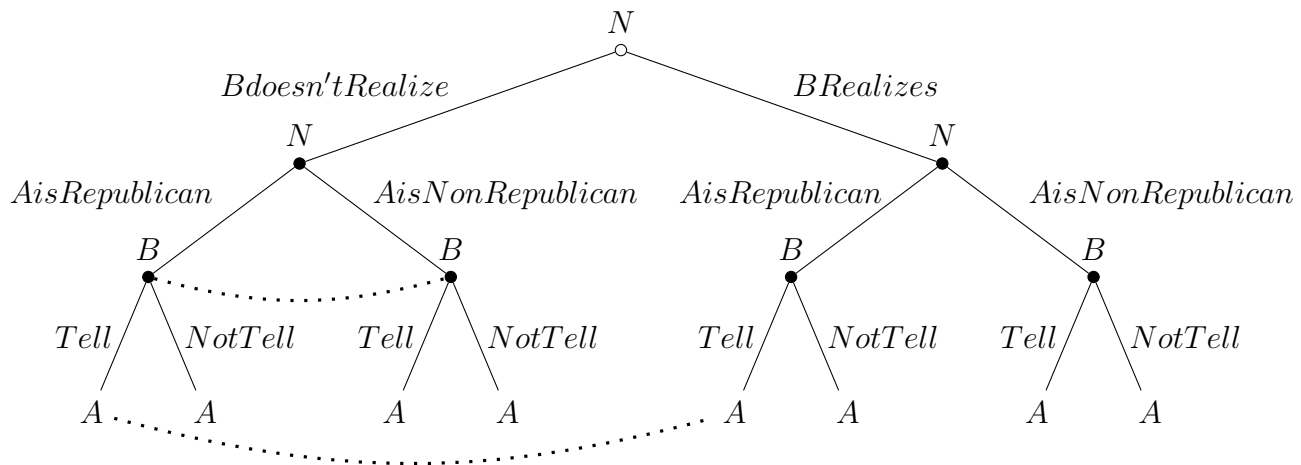 N
Bdoesn'tRealize BRealizes
N N
AisRepublican AisNonRepublican AisRepublican AisNonRepublican
B B B B
Tell NotTell Tell NotTell Tell NotTell Tell NotTell
A A A A A A A A